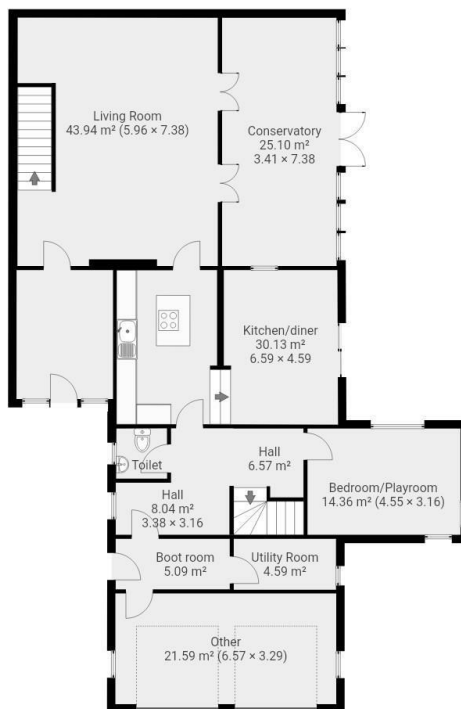 Living Room
43.94 m² (5.96 × 7.38)
Conservatory
25.10 m²
3.41 × 7.38
Kitchen/diner
30.13 m²
6.59 × 4.59
Toilet
Hall
6.57 m²
Hall
8.04 m²
3.38 × 3.16
Bedroom/Playroom
14.36 m² (4.55 × 3.16)
Boot room
5.09 m²
Utility Room
4.59 m²
Other
21.59 m² (6.57 × 3.29)